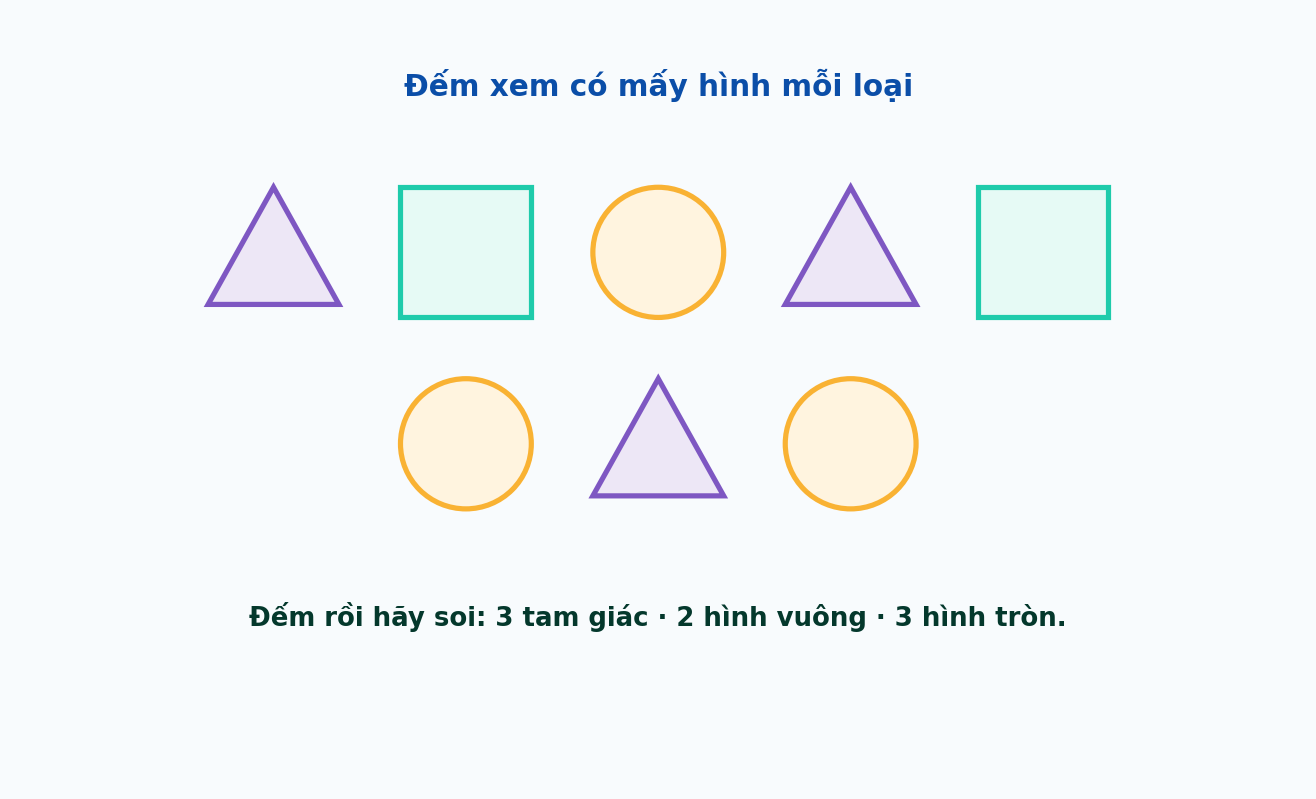 Đếm xem có mấy hình mỗi loại
Đếm rồi hãy soi: 3 tam giác · 2 hình vuông · 3 hình tròn.